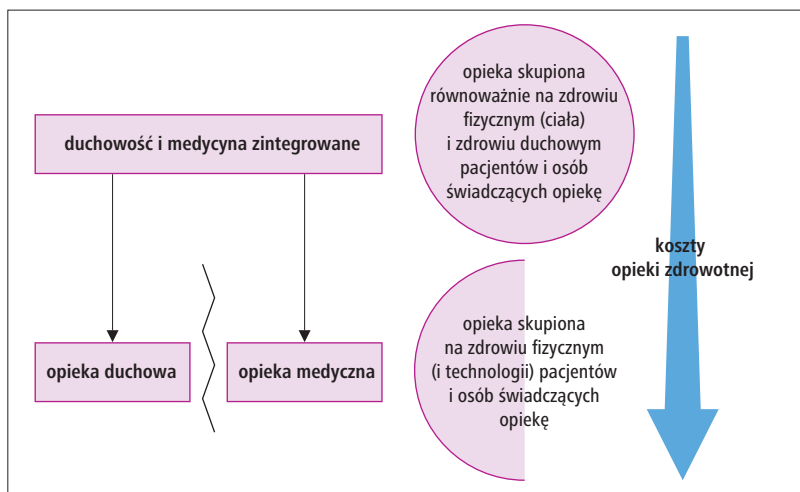 duchowość i medycyna zintegrowane
opieka skupiona
równoważnie na zdrowiu
fizycznym (ciała)
i zdrowiu duchowym
pacjentów i osób
świadczących opiekę
koszty
opieki zdrowotnej
opieka duchowa
opieka medyczna
opieka skupiona
na zdrowiu fizycznym
(i technologii) pacjentów
i osób świadczących
opiekę